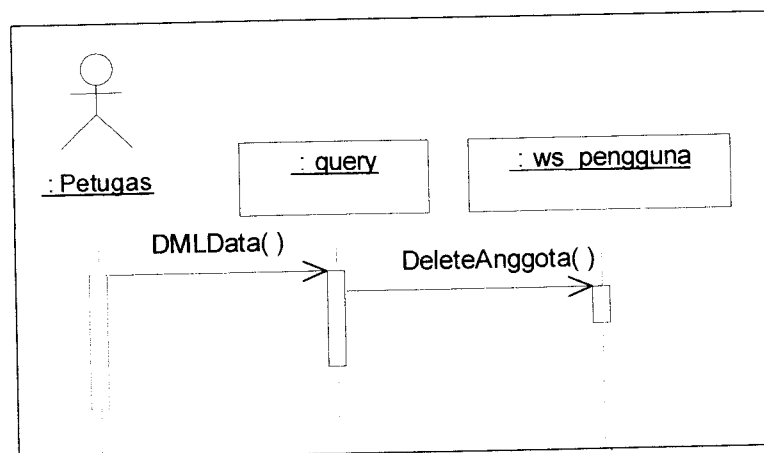 : Petugas
: query
: ws_pengguna
DMLData( )
DeleteAnggota( )